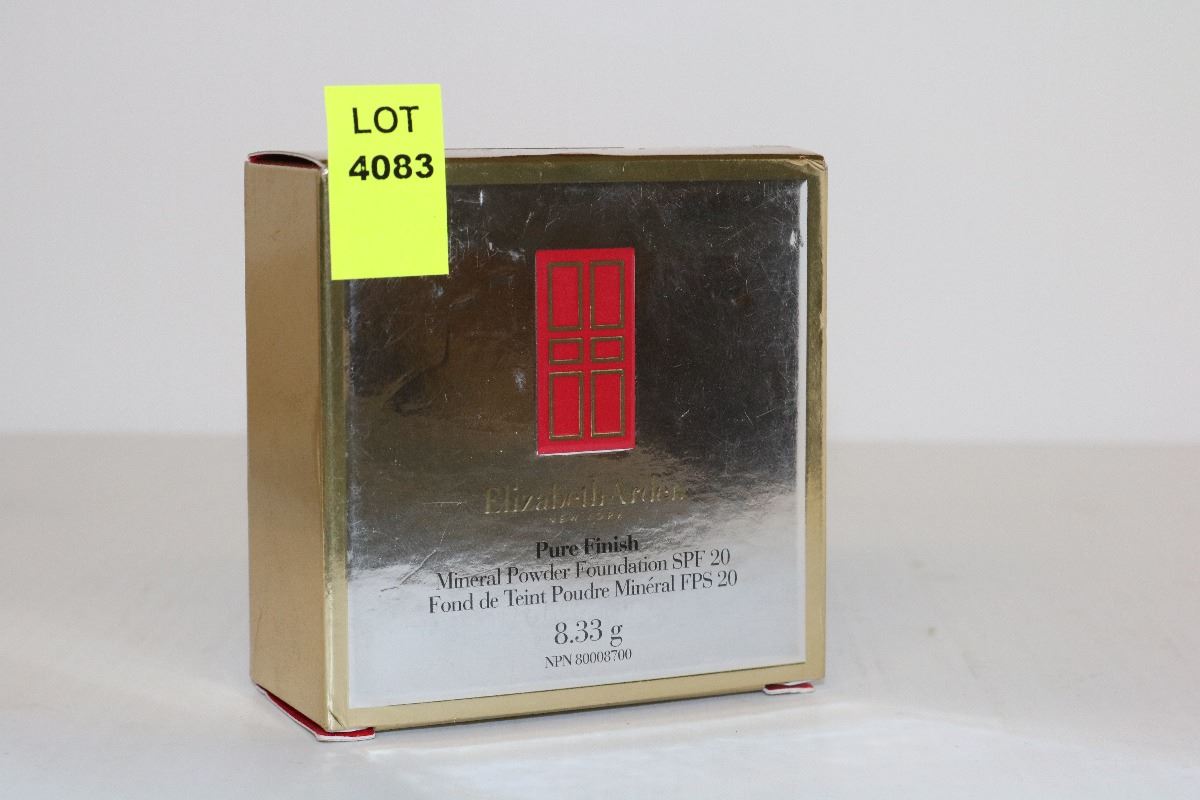 LOT
4083
Elizabeth Arden
NEW YORK
Pure Finish
Mineral Powder Foundation SPF 20
Fond de Teint Poudre Minéral FPS 20
8.33 g
NPN 80008700